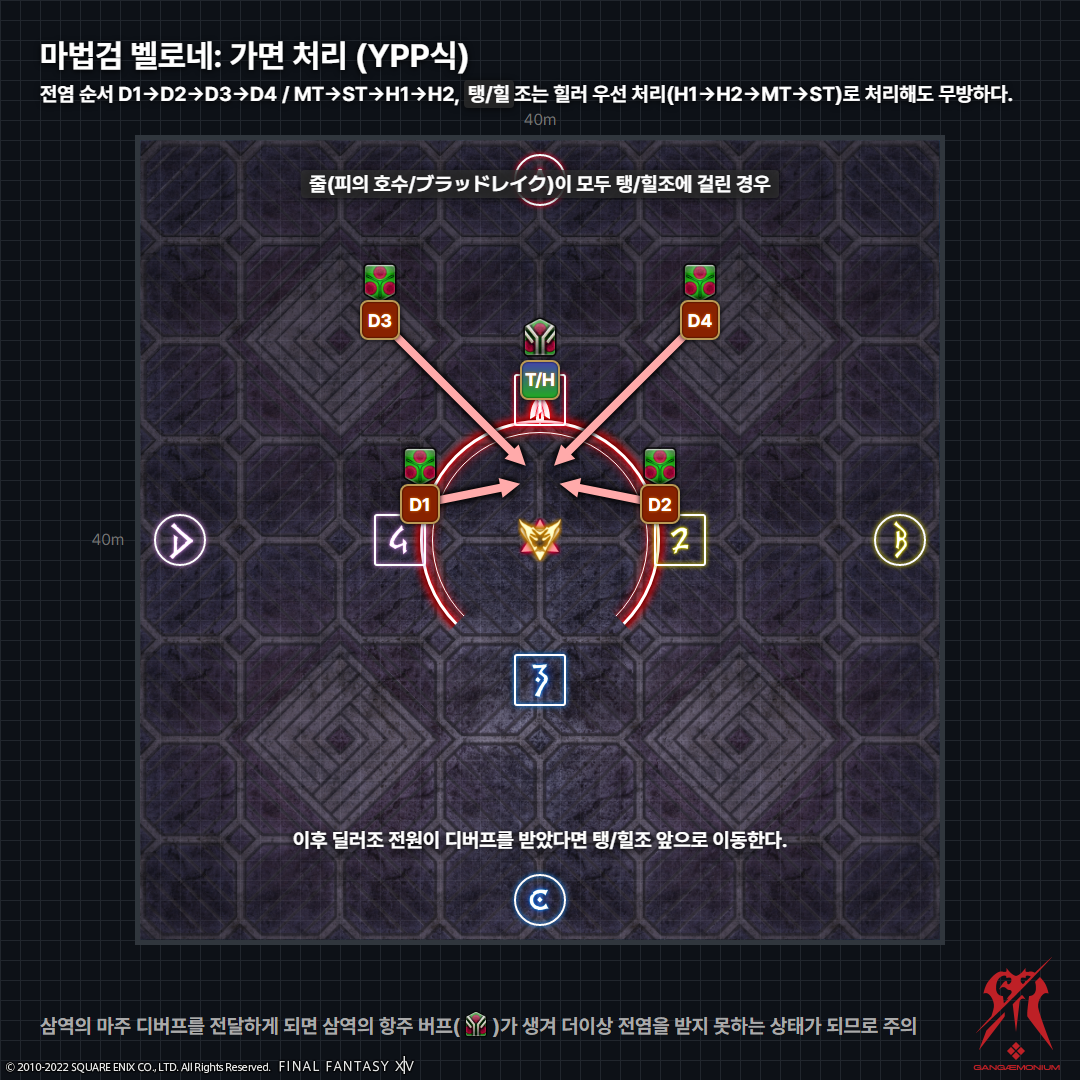 마법검 벨로네: 가면 처리 (YPP식)
전염 순서 D1→D2→D3→D4 / MT→ST→H1→H2, 탱/힐조는 힐러 우선 처리(H1→H2→MT→ST)로 처리해도 무방하다.
40m
줄(피의 호수/ブラッドレイク)이 모두 탱/힐조에 걸린 경우
D3
D4
T/H
D1
D2
40m
D
4
2
B
3
이후 딜러조 전원이 디버프를 받았다면 탱/힐조 앞으로 이동한다.
C
삼역의 마주 디버프를 전달하게 되면 삼역의 항주 버프( )가 생겨 더이상 전염을 받지 못하는 상태가 되므로 주의
© 2010-2022 SQUARE ENIX CO., LTD. All Rights Reserved. FINAL FANTASY XIV
GANGÆMONIUM